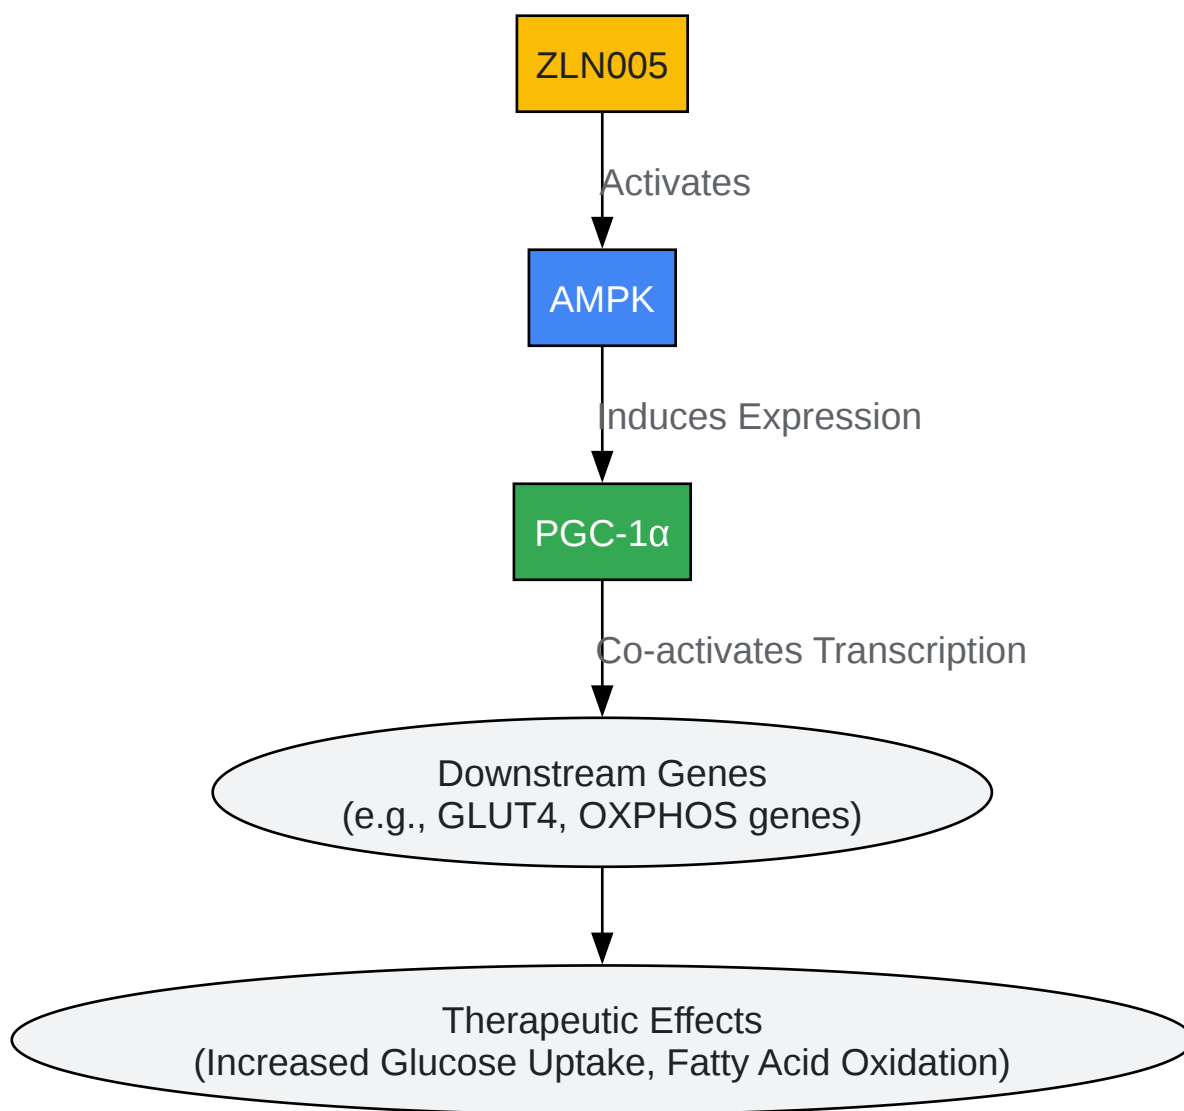 ZLN005
Activates
AMPK
Induces Expression
PGC-1α
Co-activates Transcription
Downstream Genes
(e.g., GLUT4, OXPHOS genes)
Therapeutic Effects
(Increased Glucose Uptake, Fatty Acid Oxidation)